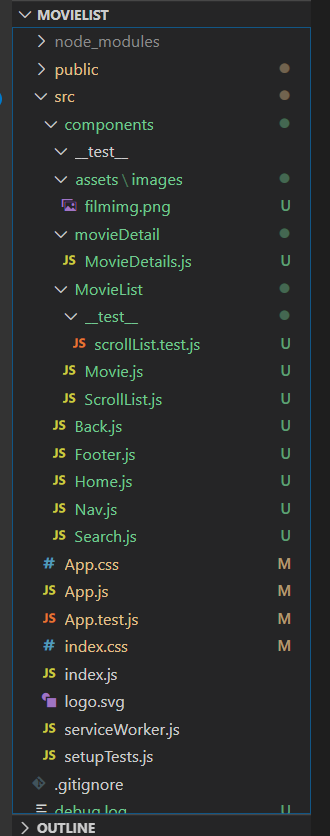 MOVIELIST
node_modules
public
src
components
__test__
assets \ images
filmimg.png U
movieDetail
JS MovieDetails.js U
MovieList
__test__
JS scrollList.test.js U
JS Movie.js U
JS ScrollList.js U
JS Back.js U
JS Footer.js U
JS Home.js U
JS Nav.js U
JS Search.js U
# App.css M
JS App.js M
JS App.test.js M
# index.css M
JS index.js
logo.svg
JS serviceWorker.js
JS setupTests.js
.gitignore
debug.log U
OUTLINE